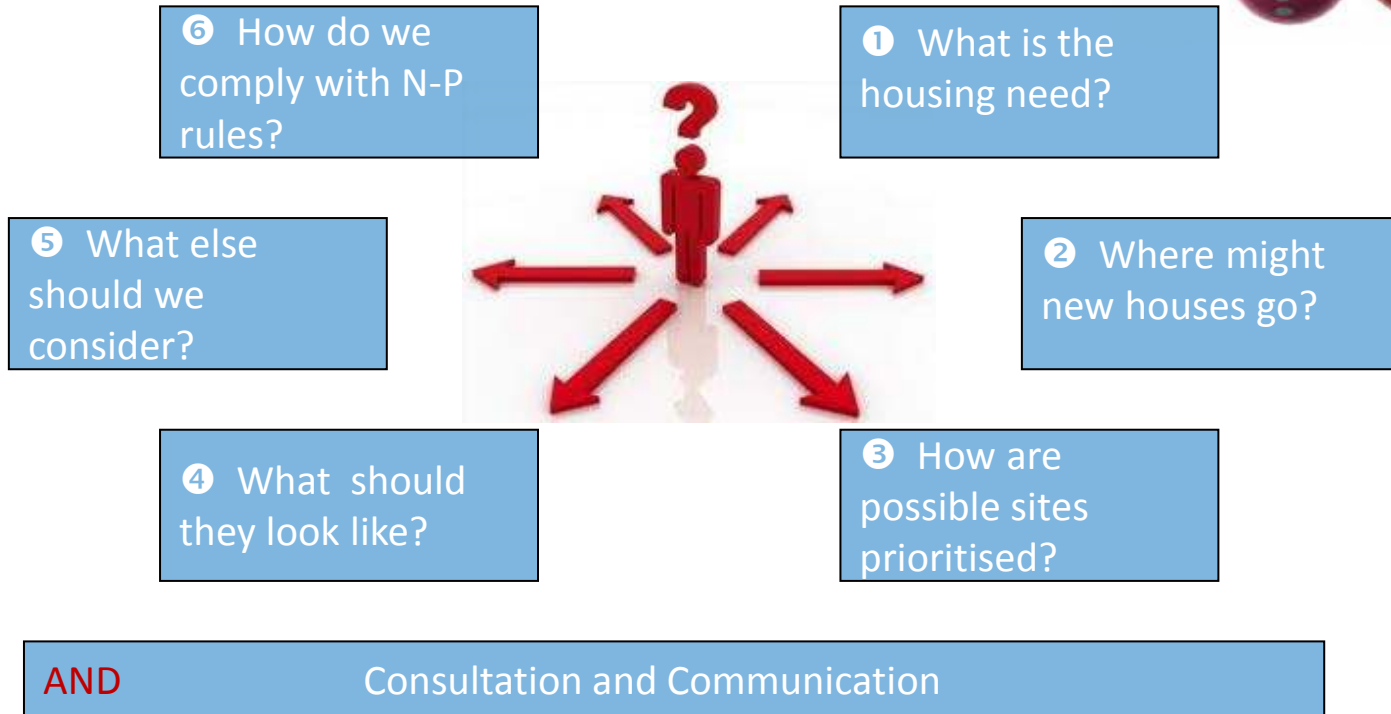 ❶ What is the
housing need?
❷ Where might
new houses go?
❸ How are
possible sites
prioritised?
❹ What should
they look like?
❺ What else
should we
consider?
❻ How do we
comply with N-P
rules?
?
AND Consultation and Communication